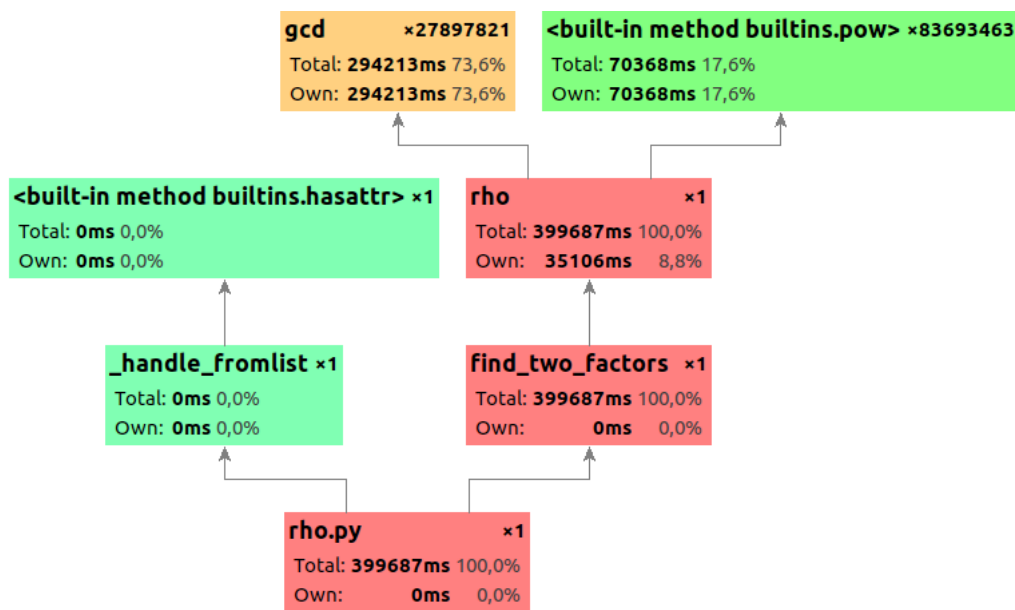 gcd ×27897821
Total: 294213ms 73,6%
Own: 294213ms 73,6%
<built-in method builtins.pow> ×83693463
Total: 70368ms 17,6%
Own: 70368ms 17,6%
<built-in method builtins.hasattr> ×1
Total: 0ms 0,0%
Own: 0ms 0,0%
rho ×1
Total: 399687ms 100,0%
Own: 35106ms 8,8%
_handle_fromlist ×1
Total: 0ms 0,0%
Own: 0ms 0,0%
find_two_factors ×1
Total: 399687ms 100,0%
Own: 0ms 0,0%
rho.py ×1
Total: 399687ms 100,0%
Own: 0ms 0,0%